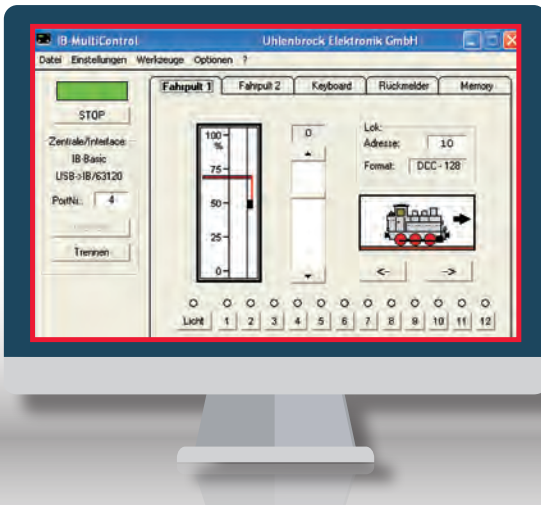 IB-MultiControl Uhlenbrock Elektronik GmbH
Datei Einstellungen Werkzeuge Optionen ?
Fahrpult 1 Fahrpult 2 Keyboard Rückmelder Memory
STOP
Zentrale/Interface:
IB-Basic
USB->IB/63120
PortNr.: 4
Trennen
100
%
75
50
25
0
0
Lok:
Adresse: 10
Format: DCC - 128
<- ->
Licht 1 2 3 4 5 6 7 8 9 10 11 12